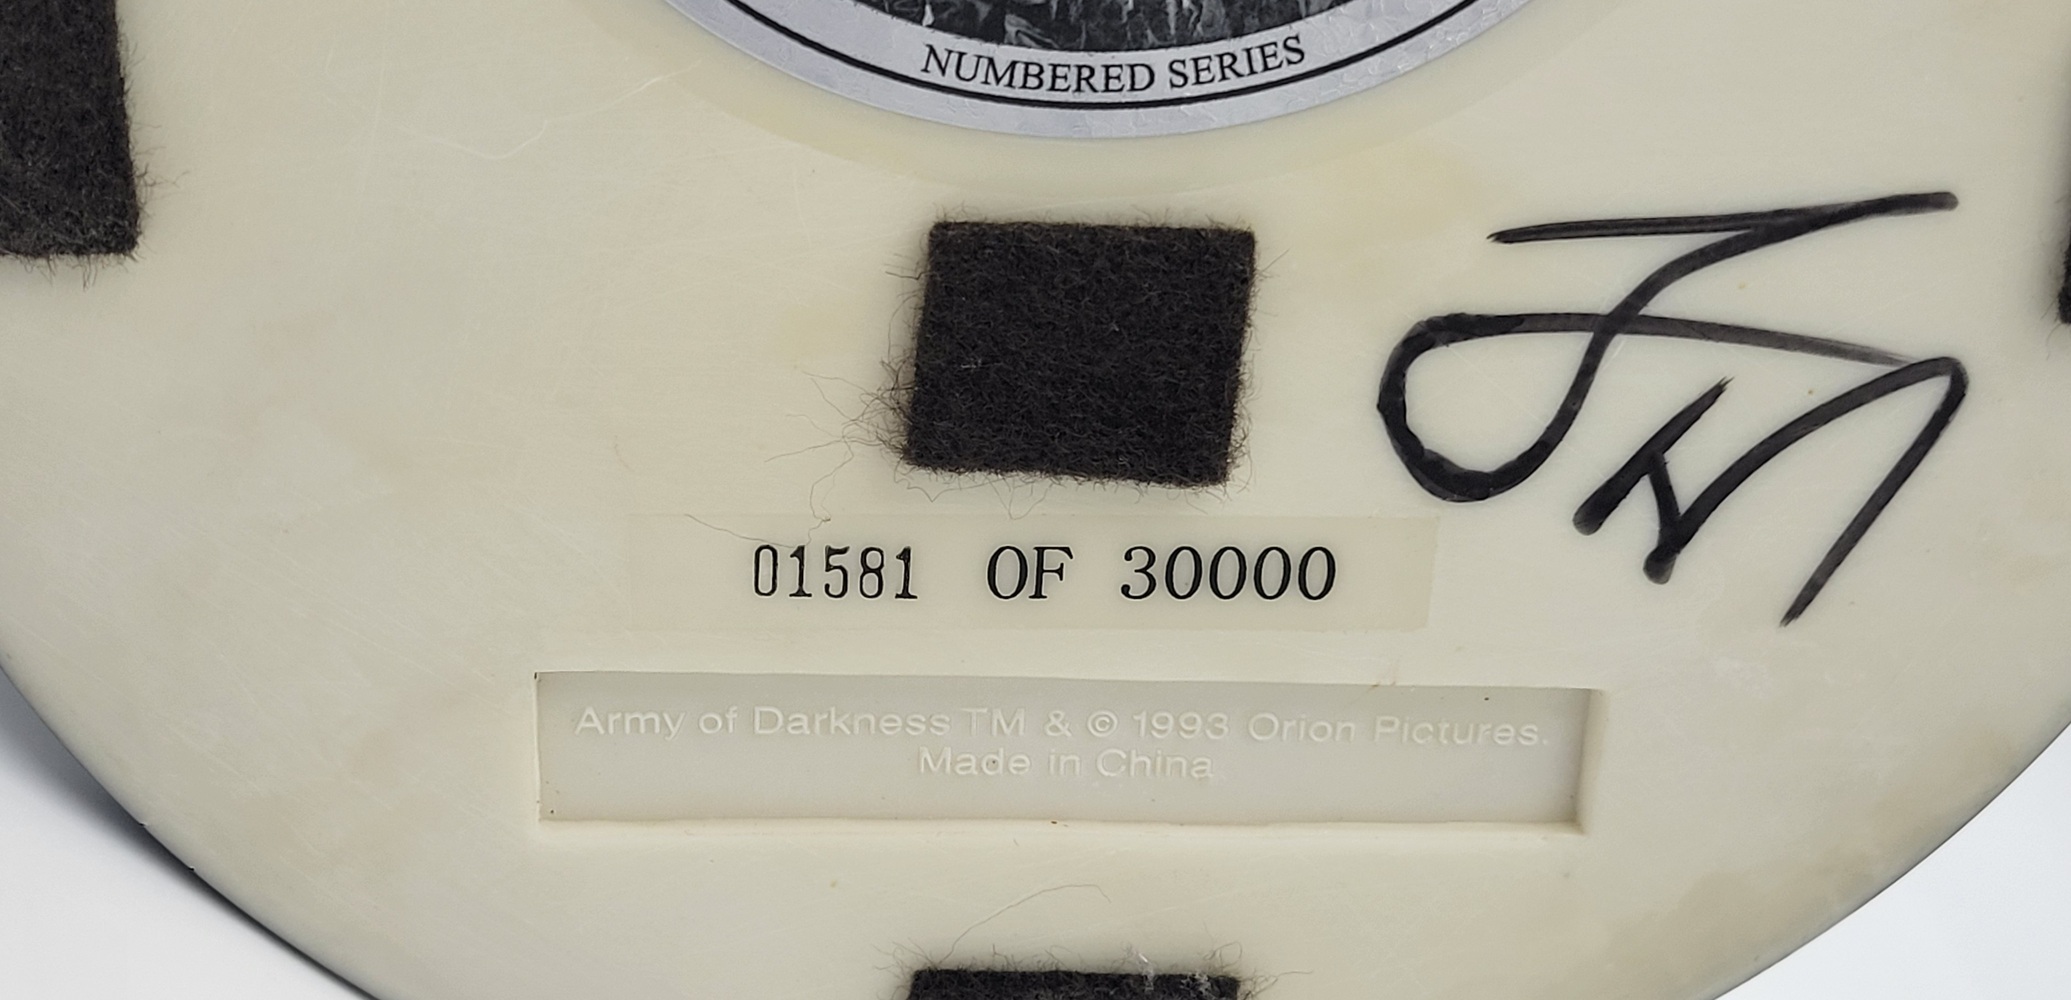 NUMBERED SERIES
01581 OF 30000
Army of Darkness TM & © 1993 Orion Pictures.
Made in China